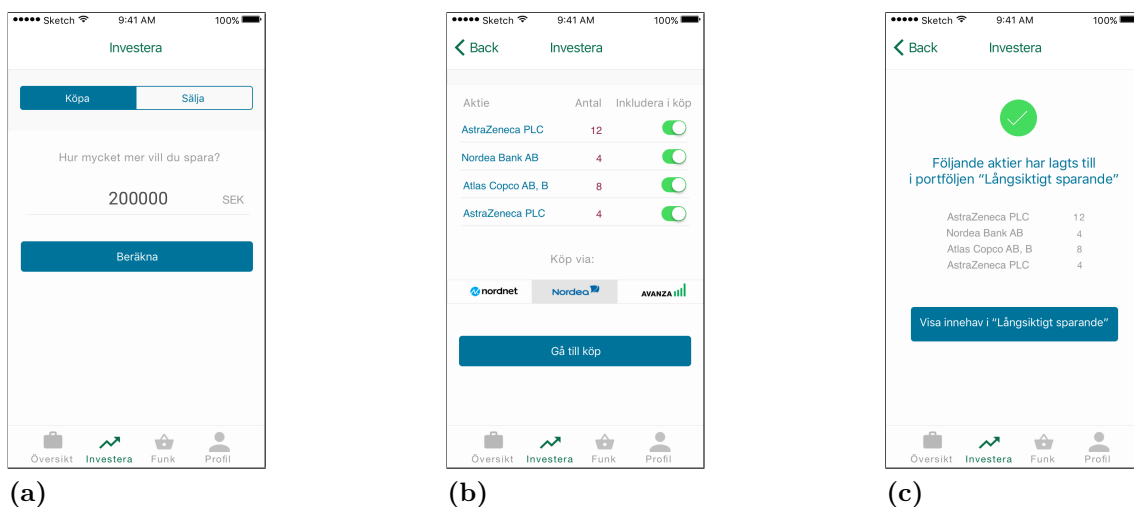 Sketch 9:41 AM 100%
Investera
Köpa Sälja
Hur mycket mer vill du spara?
200000 SEK
Beräkna
Översikt Investera Funk Profil
(a)
Sketch 9:41 AM 100%
Back Investera
Aktie Antal Inkludera i köp
AstraZeneca PLC 12
Nordea Bank AB 4
Atlas Copco AB, B 8
AstraZeneca PLC 4
Köp via:
nordnet Nordea AVANZA
Gå till köp
Översikt Investera Funk Profil
(b)
Sketch 9:41 AM 100%
Back Investera
Följande aktier har lagts till
i portföljen ”Långsiktigt sparande”
AstraZeneca PLC 12
Nordea Bank AB 4
Atlas Copco AB, B 8
AstraZeneca PLC 4
Visa innehav i ”Långsiktigt sparande”
Översikt Investera Funk Profil
(c)